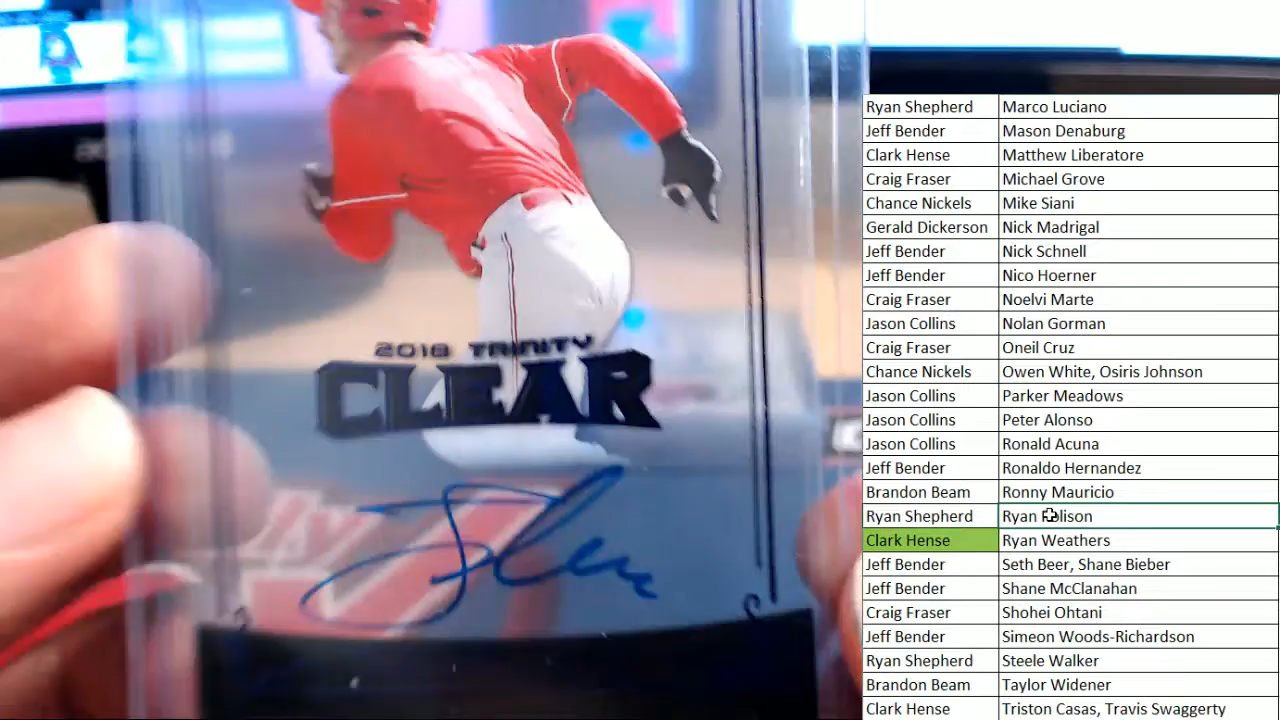 2018 TRINITY
CLEAR
Ryan Shepherd Marco Luciano
Jeff Bender Mason Denaburg
Clark Hense Matthew Liberatore
Craig Fraser Michael Grove
Chance Nickels Mike Siani
Gerald Dickerson Nick Madrigal
Jeff Bender Nick Schnell
Jeff Bender Nico Hoerner
Craig Fraser Noelvi Marte
Jason Collins Nolan Gorman
Craig Fraser Oneil Cruz
Chance Nickels Owen White, Osiris Johnson
Jason Collins Parker Meadows
Jason Collins Peter Alonso
Jason Collins Ronald Acuna
Jeff Bender Ronaldo Hernandez
Brandon Beam Ronny Mauricio
Ryan Shepherd Ryan
Clark Hense Ryan Weathers
Jeff Bender Seth Beer, Shane Bieber
Jeff Bender Shane McClanahan
Craig Fraser Shohei Ohtani
Jeff Bender Simeon Woods-Richardson
Ryan Shepherd Steele Walker
Brandon Beam Taylor Widener
Clark Hense Triston Casas, Travis Swaggerty